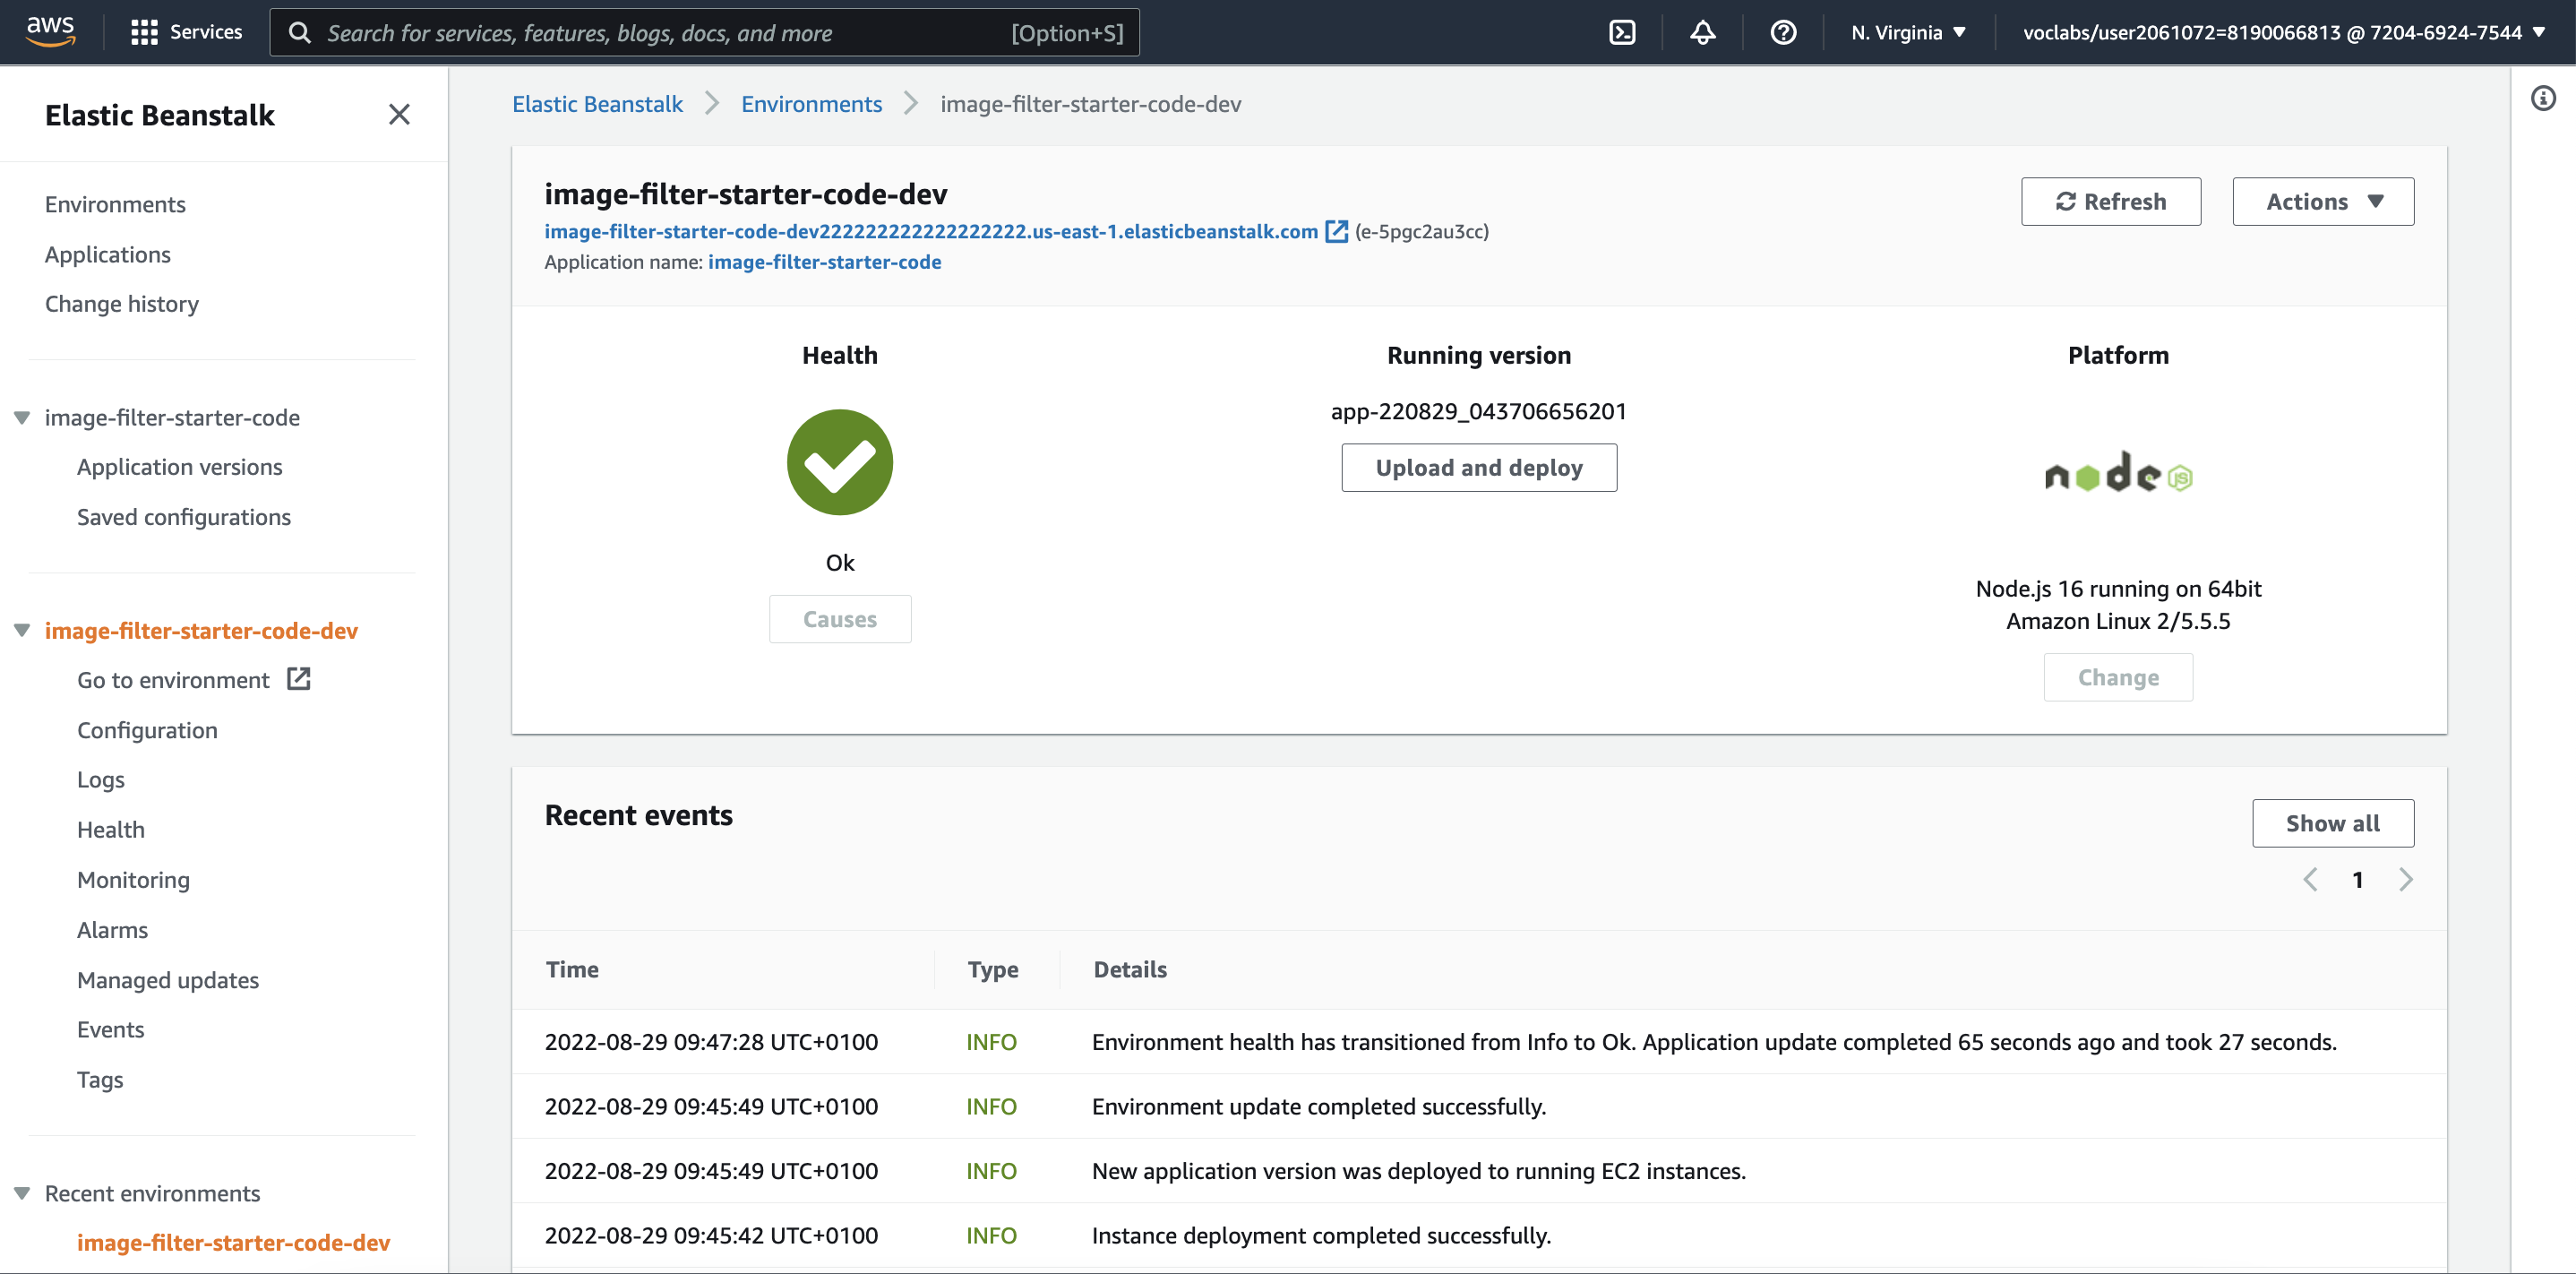 aws
Services
Search for services, features, blogs, docs, and more
[Option+S]
N. Virginia
voclabs/user2061072=8190066813 @ 7204-6924-7544
Elastic Beanstalk
Environments
Applications
Change history
image-filter-starter-code
Application versions
Saved configurations
image-filter-starter-code-dev
Go to environment
Configuration
Logs
Health
Monitoring
Alarms
Managed updates
Events
Tags
Recent environments
image-filter-starter-code-dev
Elastic Beanstalk > Environments > image-filter-starter-code-dev
image-filter-starter-code-dev
Refresh
Actions
image-filter-starter-code-dev222222222222222222.us-east-1.elasticbeanstalk.com (e-5pgc2au3cc)
Application name: image-filter-starter-code
Health
Ok
Causes
Running version
app-220829_043706656201
Upload and deploy
Platform
node JS
Node.js 16 running on 64bit
Amazon Linux 2/5.5.5
Change
Recent events
Show all
1
Time Type Details
2022-08-29 09:47:28 UTC+0100 INFO Environment health has transitioned from Info to Ok. Application update completed 65 seconds ago and took 27 seconds.
2022-08-29 09:45:49 UTC+0100 INFO Environment update completed successfully.
2022-08-29 09:45:49 UTC+0100 INFO New application version was deployed to running EC2 instances.
2022-08-29 09:45:42 UTC+0100 INFO Instance deployment completed successfully.